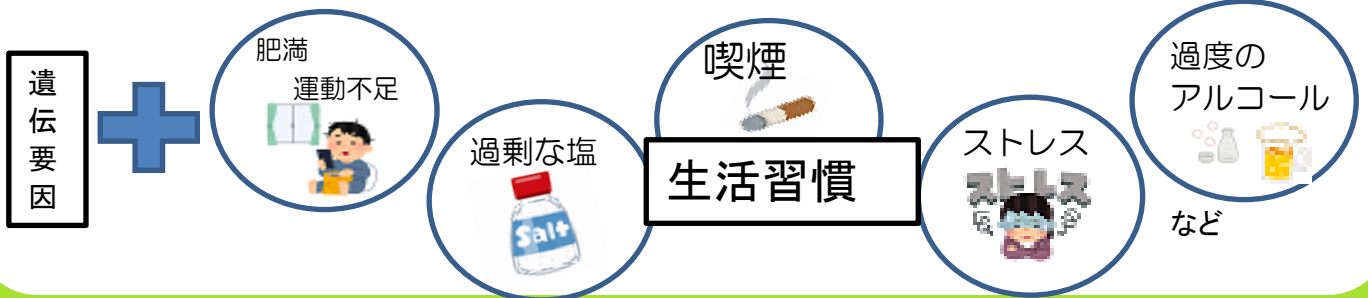 遺伝要因
肥満
運動不足
過剰な塩
Salt
喫煙
生活習慣
ストレス
ストレス
過度の
アルコール
など